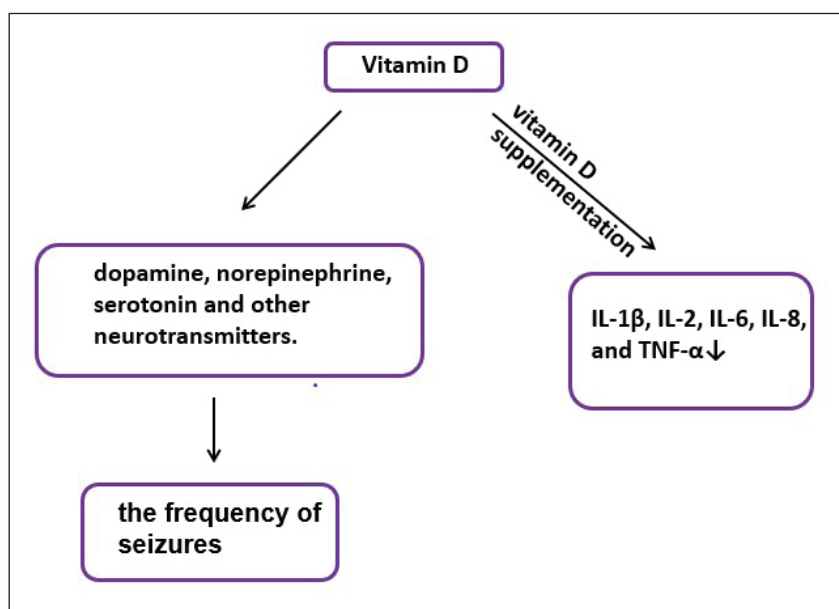 Vitamin D
vitamin D
supplementation
dopamine, norepinephrine,
serotonin and other
neurotransmitters.
IL-1β, IL-2, IL-6, IL-8,
and TNF-α↓
the frequency of
seizures